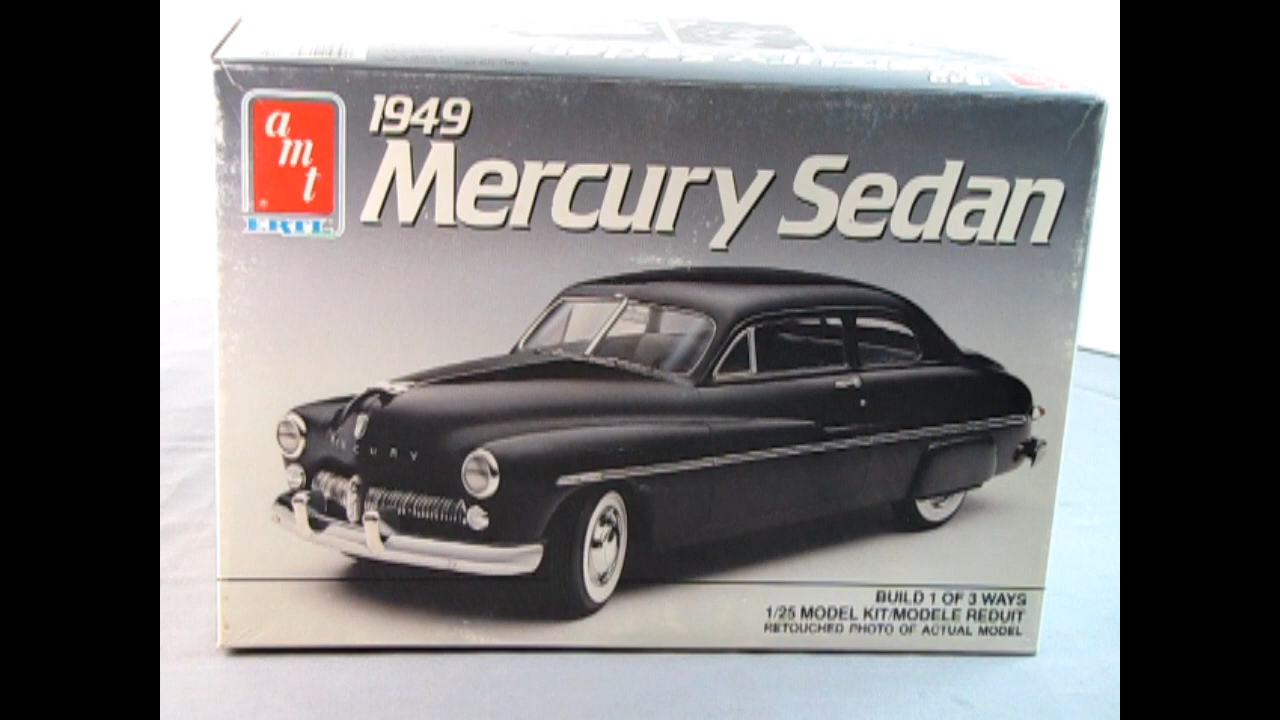 amt
ERTL
1949
Mercury Sedan
BUILD 1 OF 3 WAYS
1/25 MODEL KIT/MODELE REDUIT
RETOUCHED PHOTO OF ACTUAL MODEL